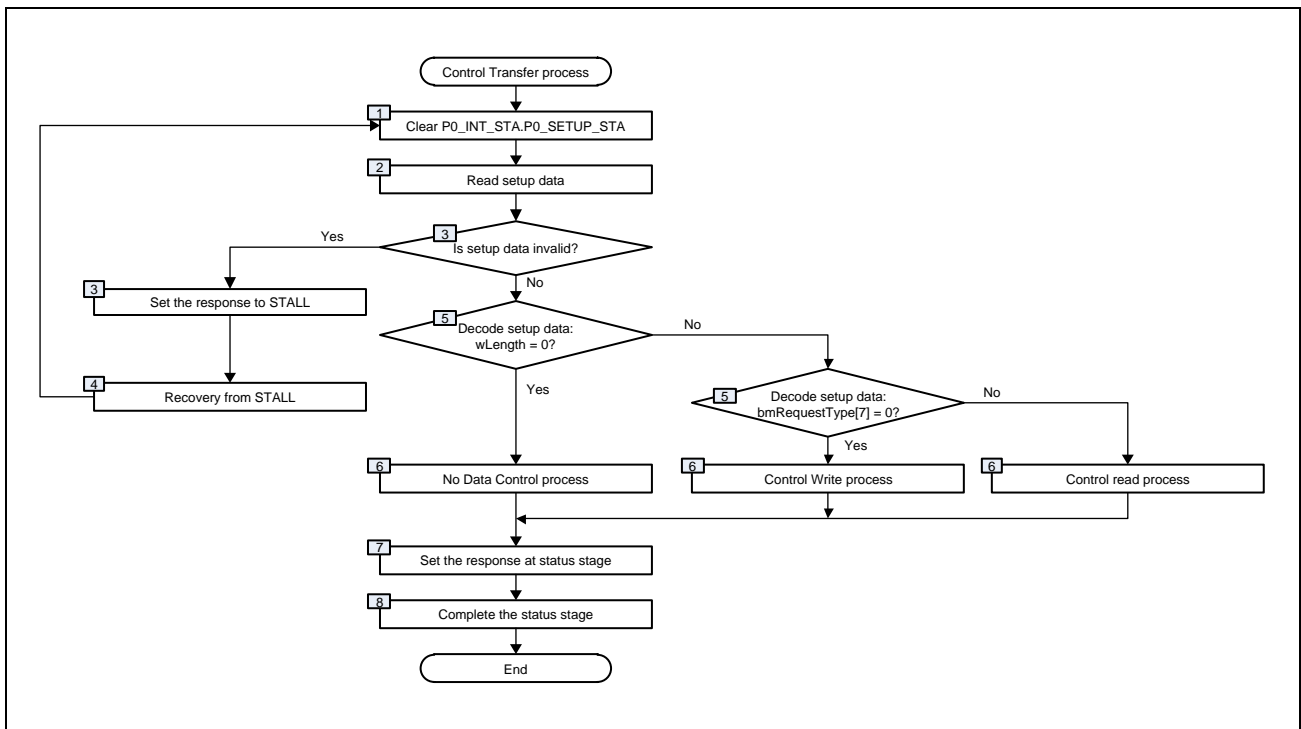 Control Transfer process
1
Clear P0_INT_STA.P0_SETUP_STA
2
Read setup data
3
Is setup data invalid?
Yes
No
3
Set the response to STALL
4
Recovery from STALL
5
Decode setup data:
wLength = 0?
No
Yes
5
Decode setup data:
bmRequestType[7] = 0?
No
Yes
6
No Data Control process
6
Control Write process
6
Control read process
7
Set the response at status stage
8
Complete the status stage
End